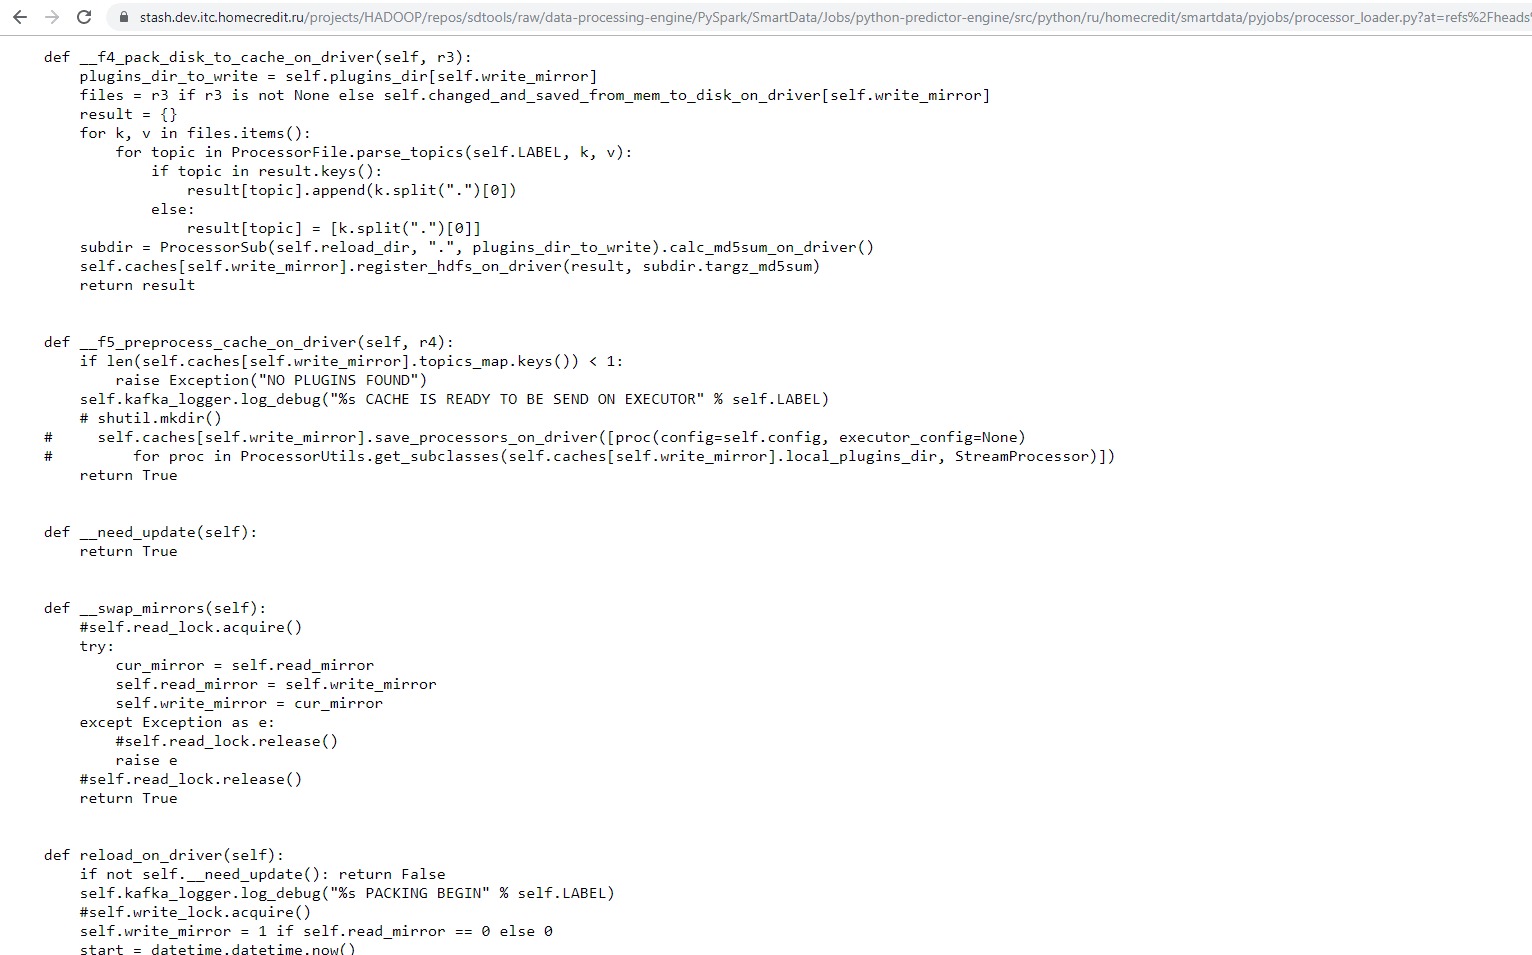 stash.dev.itc.homecredit.ru/projects/HADOOP/repos/sdtools/raw/data-processing-engine/PySpark/SmartData/Jobs/python-predictor-engine/src/python/ru/homecredit/smartdata/pyjobs/processor_loader.py?at=refs%2Fheads%
def __f4_pack_disk_to_cache_on_driver(self, r3):
plugins_dir_to_write = self.plugins_dir[self.write_mirror]
files = r3 if r3 is not None else self.changed_and_saved_from_mem_to_disk_on_driver[self.write_mirror]
result = {}
for k, v in files.items():
for topic in ProcessorFile.parse_topics(self.LABEL, k, v):
if topic in result.keys():
result[topic].append(k.split(".")[0])
else:
result[topic] = [k.split(".")[0]]
subdir = ProcessorSub(self.reload_dir, ".", plugins_dir_to_write).calc_md5sum_on_driver()
self.caches[self.write_mirror].register_hdfs_on_driver(result, subdir.targz_md5sum)
return result
def __f5_preprocess_cache_on_driver(self, r4):
if len(self.caches[self.write_mirror].topics_map.keys()) < 1:
raise Exception("NO PLUGINS FOUND")
self.kafka_logger.log_debug("%s CACHE IS READY TO BE SEND ON EXECUTOR" % self.LABEL)
# shutil.mkdir()
# self.caches[self.write_mirror].save_processors_on_driver([proc(config=self.config, executor_config=None)
# for proc in ProcessorUtils.get_subclasses(self.caches[self.write_mirror].local_plugins_dir, StreamProcessor)])
return True
def __need_update(self):
return True
def __swap_mirrors(self):
#self.read_lock.acquire()
try:
cur_mirror = self.read_mirror
self.read_mirror = self.write_mirror
self.write_mirror = cur_mirror
except Exception as e:
#self.read_lock.release()
raise e
#self.read_lock.release()
return True
def reload_on_driver(self):
if not self.__need_update(): return False
self.kafka_logger.log_debug("%s PACKING BEGIN" % self.LABEL)
#self.write_lock.acquire()
self.write_mirror = 1 if self.read_mirror == 0 else 0
start = datetime.datetime.now()